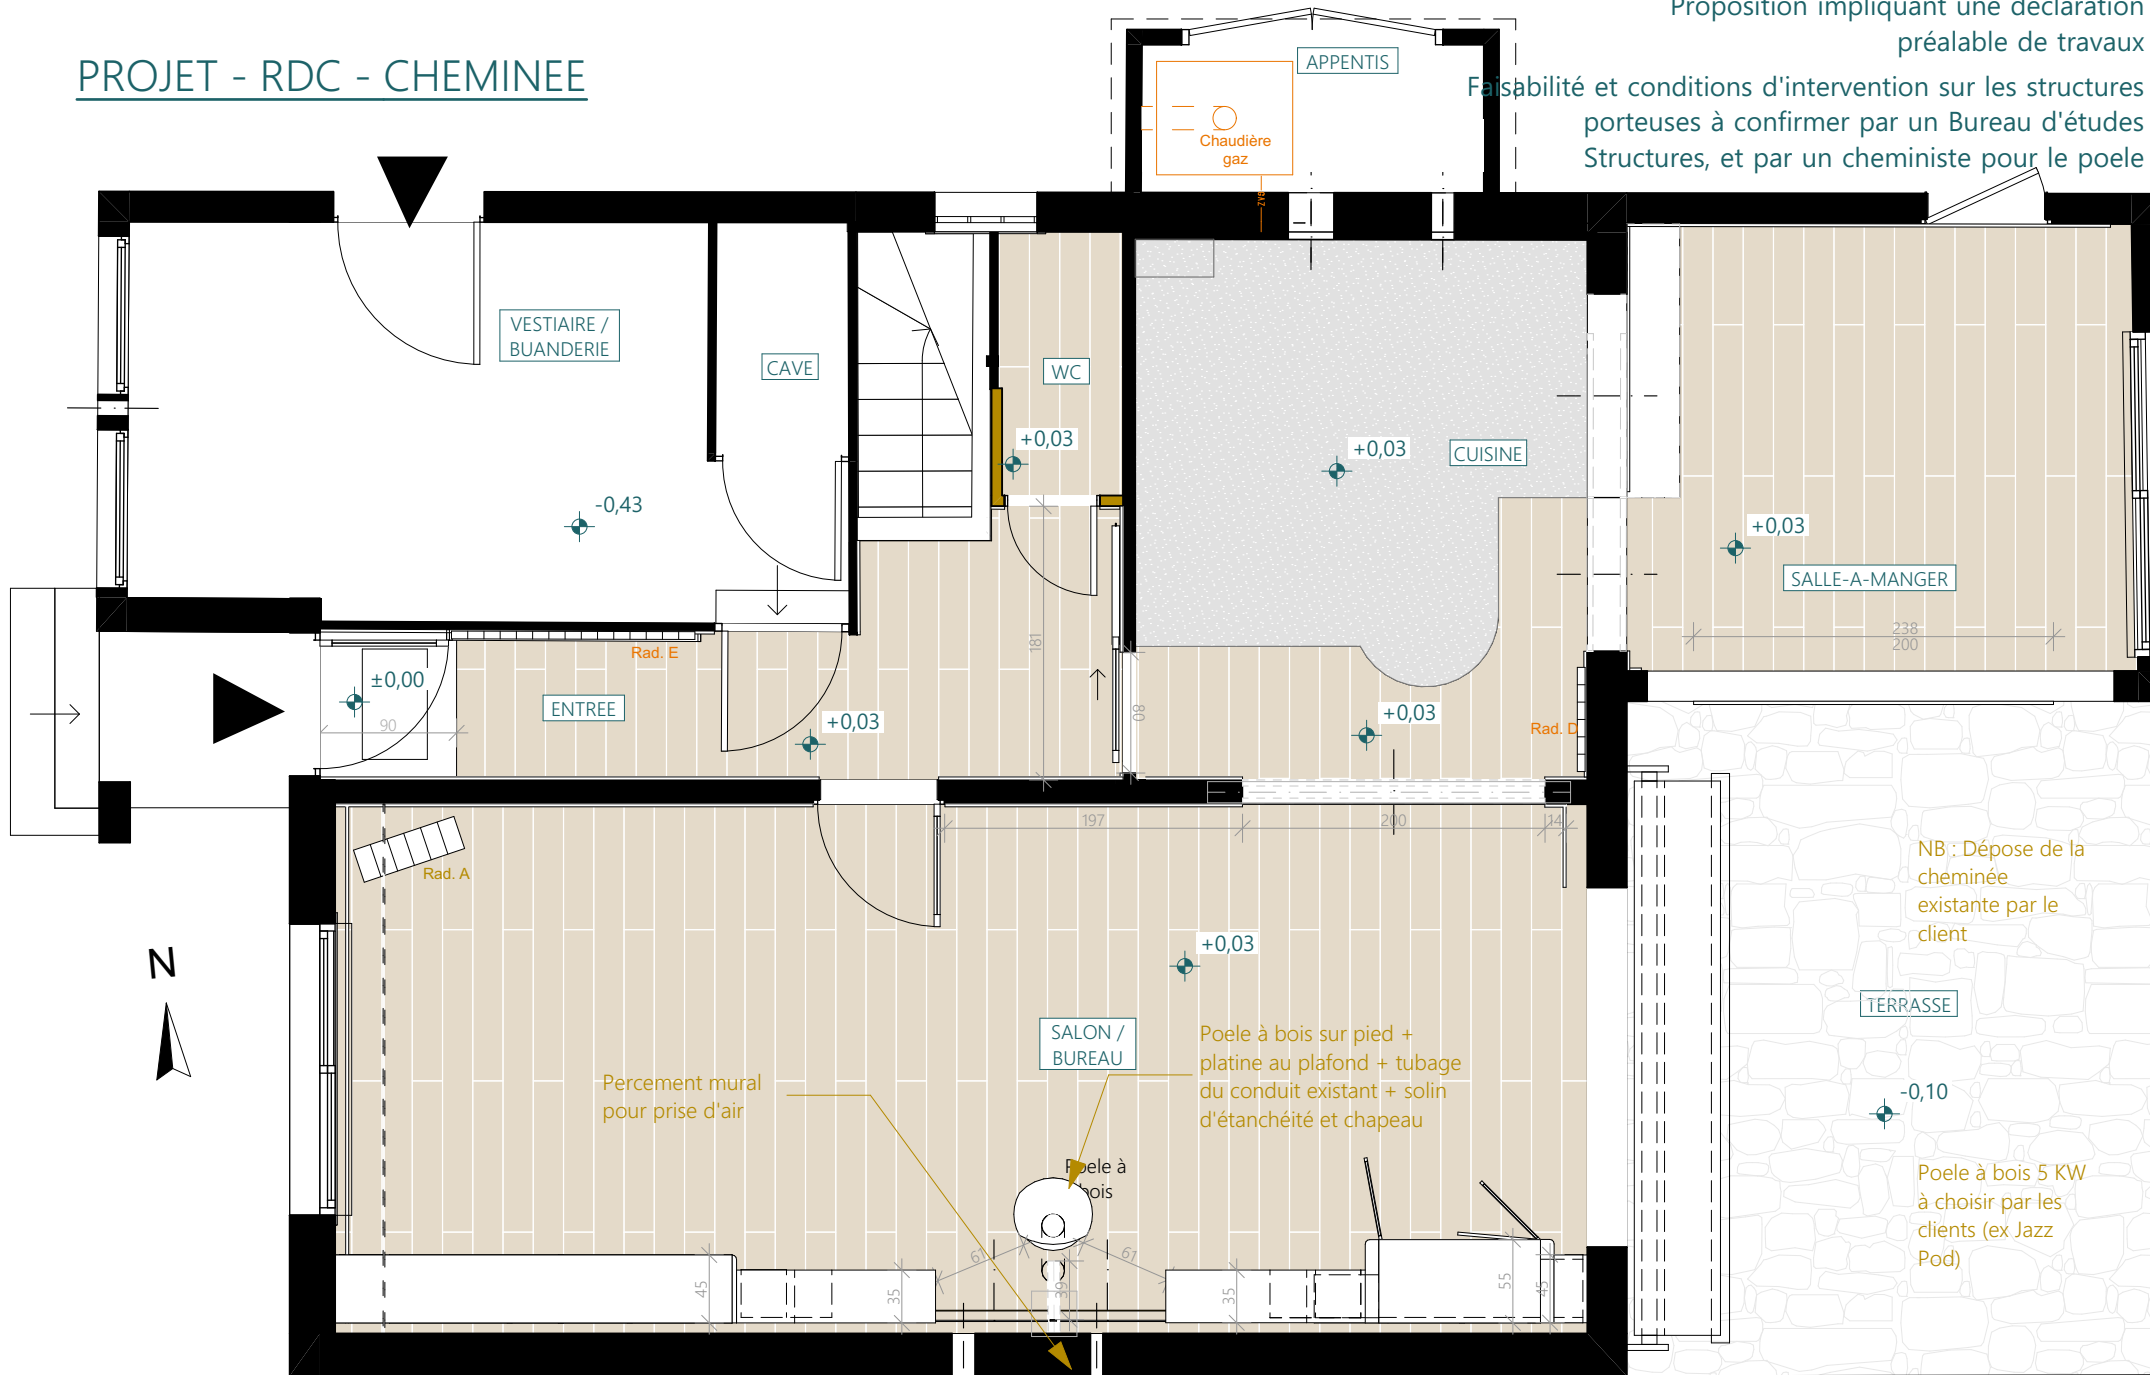 Proposition impliquant une déclaration
préalable de travaux
PROJET - RDC - CHEMINEE
Faisabilité et conditions d'intervention sur les structures
porteuses à confirmer par un Bureau d'études
Structures, et par un cheministe pour le poele
APPENTIS
Chaudière
gaz
GAZ
VESTIAIRE /
BUANDERIE
CAVE
WC
+0,03
+0,03
CUISINE
-0,43
+0,03
SALLE-A-MANGER
238
200
181
Rad. E
±0,00
90
ENTREE
+0,03
80
+0,03
Rad. D
197
200
14
Rad. A
NB : Dépose de la
cheminée
existante par le
client
N
+0,03
SALON /
BUREAU
Poele à bois sur pied +
platine au plafond + tubage
du conduit existant + solin
d'étanchéité et chapeau
TERRASSE
Percement mural
pour prise d'air
-0,10
Poele à
bois
Poele à bois 5 KW
à choisir par les
clients (ex Jazz
Pod)
61
61
45
35
39
35
55
45